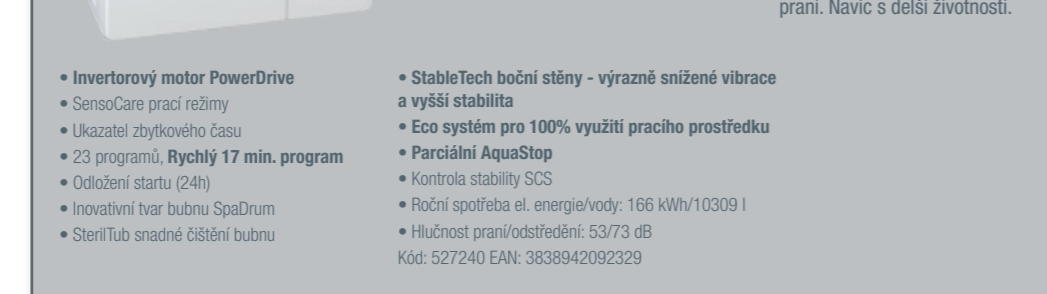 praní. Navíc s delší životností.
• Invertorový motor PowerDrive
• SensoCare prací režimy
• Ukazatel zbytkového času
• 23 programů, Rychlý 17 min. program
• Odložení startu (24h)
• Inovativní tvar bubnu SpaDrum
• SterilTub snadné čištění bubnu
• StableTech boční stěny - výrazně snížené vibrace
a vyšší stabilita
• Eco systém pro 100% využití pracího prostředku
• Parciální AquaStop
• Kontrola stability SCS
• Roční spotřeba el. energie/vody: 166 kWh/10309 l
• Hlučnost praní/odstředění: 53/73 dB
Kód: 527240 EAN: 3838942092329